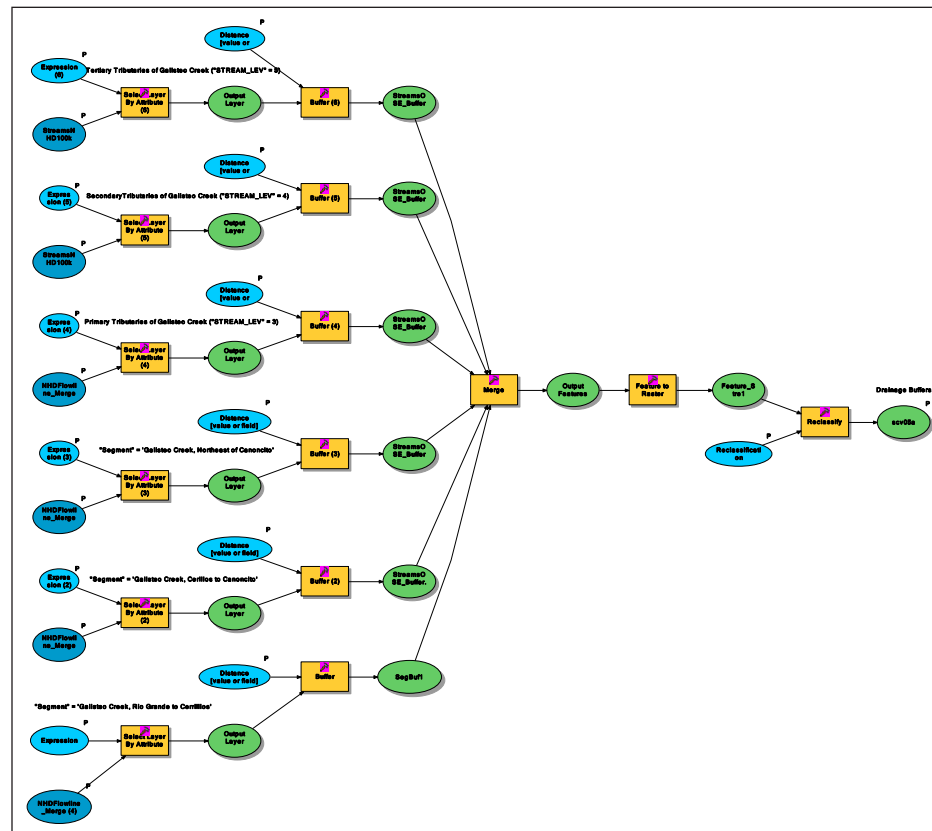 P
Distance
[value or
P
Expression
(6)
Tertiary Tributaries of Galisteo Creek ("STREAM_LEV" = 5)
Select Layer
By Attribute
(6)
Output
Layer
Buffer (6)
StreamsO
SE_Buffer
P
StreamsN
HD100k
P
Distance
[value or
P
Expres
sion (5)
SecondaryTributaries of Galisteo Creek ("STREAM_LEV" = 4)
Select Layer
By Attribute
(5)
Output
Layer
Buffer (5)
StreamsO
SE_Buffer
P
StreamsN
HD100k
P
Distance
[value or
P
Expres
sion (4)
Primary Tributaries of Galisteo Creek ("STREAM_LEV" = 3)
Select Layer
By Attribute
(4)
Output
Layer
Buffer (4)
StreamsO
SE_Buffer
P
NHDFlowli
ne_Merge
Merge
Output
Features
Feature to
Raster
Feature_S
tre1
Reclassify
Drainage Buffers
P
scv08a
P
Reclassificati
on
P
Distance
[value or field]
P
Expres
sion (3)
"Segment" = 'Galisteo Creek, Northeast of Canoncito'
Select Layer
By Attribute
(3)
Output
Layer
Buffer (3)
StreamsO
SE_Buffer
P
NHDFlowli
ne_Merge
P
Distance
[value or field]
P
Expres
sion (2)
"Segment" = 'Galisteo Creek, Cerillos to Canoncito'
Select Layer
By Attribute
(2)
Output
Layer
Buffer (2)
StreamsO
SE_Buffer.
P
NHDFlowli
ne_Merge
P
Distance
[value or field]
Buffer
SegBuf1
"Segment" = 'Galisteo Creek, Rio Grande to Cerrillos'
P
Expression
Select Layer
By Attribute
Output
Layer
P
NHDFlowline
_Merge (4)